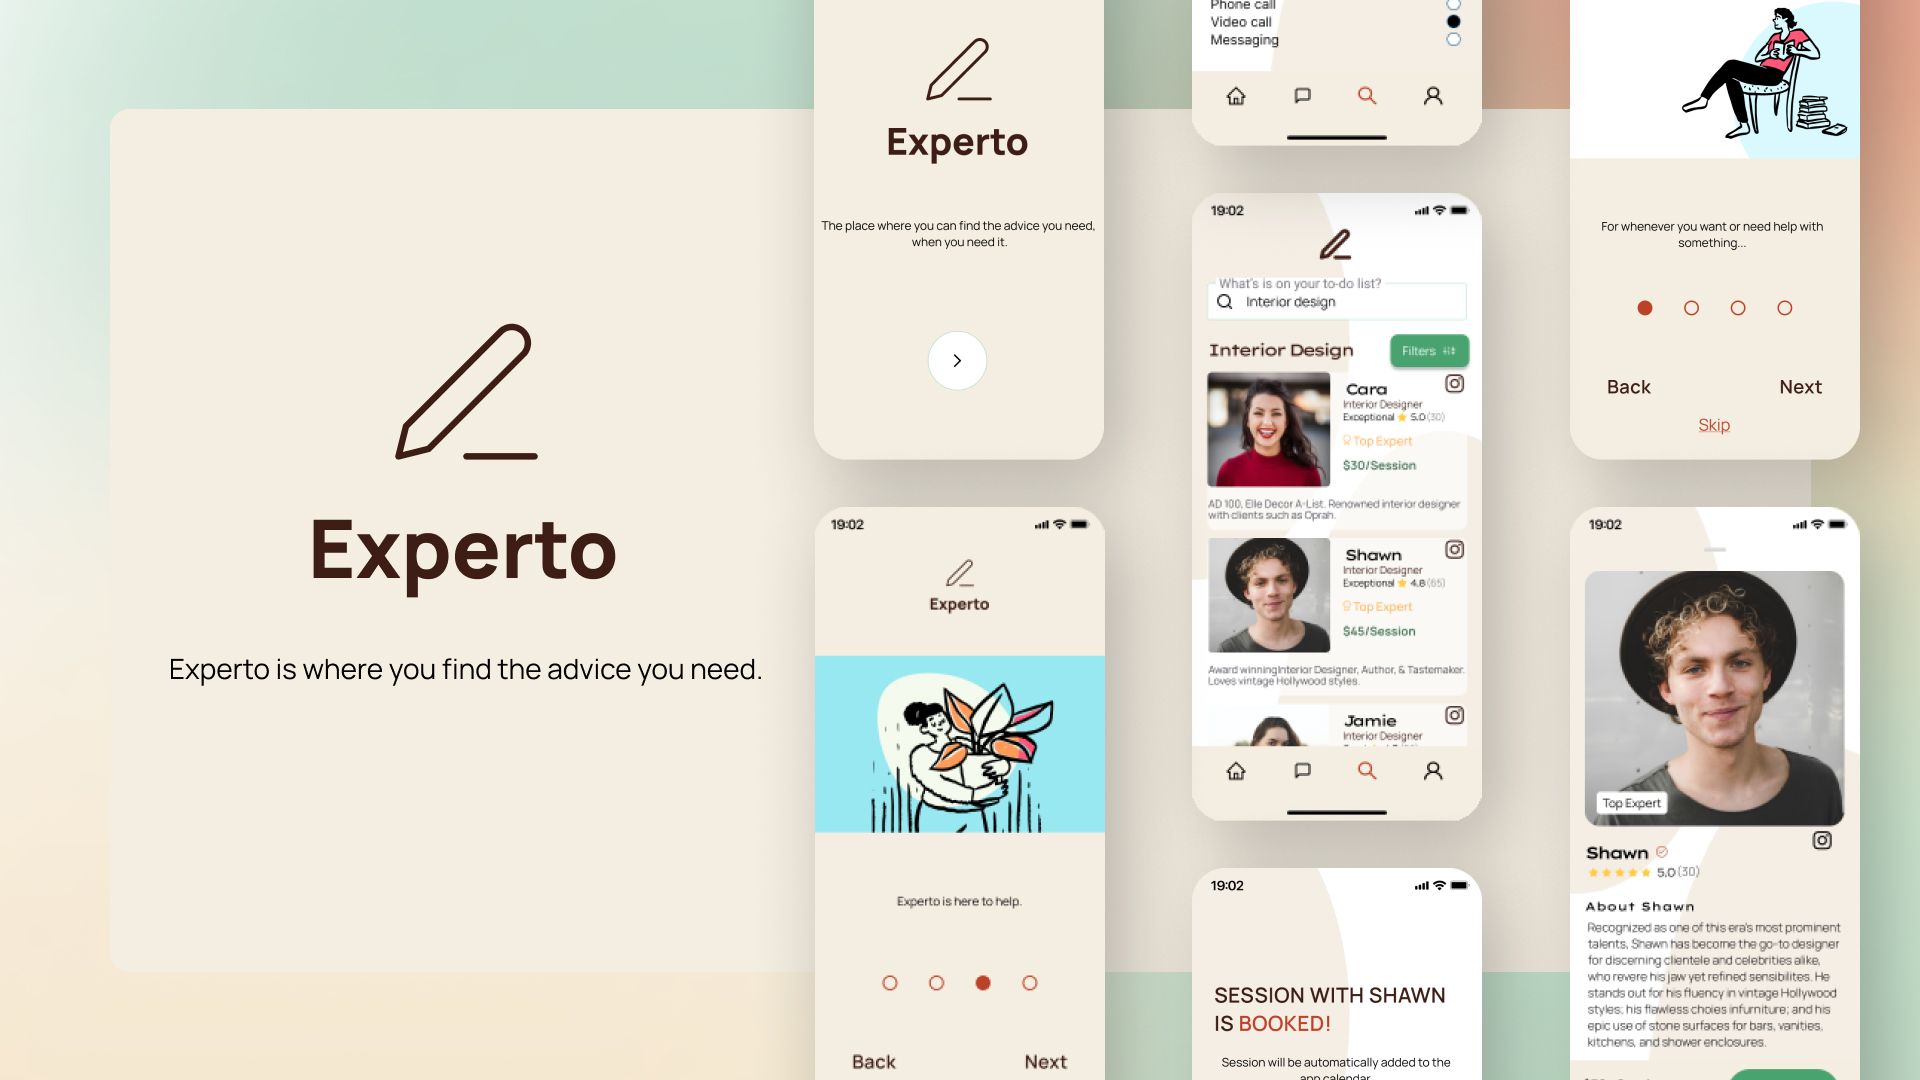 Experto
Experto is where you find the advice you need.
Experto
The place where you can find the advice you need,
when you need it.
19:02
Experto
Experto is here to help.
Back
Next
Phone call
Video call
Messaging
19:02
What's is on your to-do list?
Interior design
Interior Design
Filters
Cara
Interior Designer
Exceptional 5.0 (30)
Top Expert
$30/Session
AD 100, Elle Decor A-List. Renowned interior designer
with clients such as Oprah.
Shawn
Interior Designer
Exceptional 4.8 (65)
Top Expert
$45/Session
Award winningInterior Designer, Author, & Tastemaker.
Loves vintage Hollywood styles.
Jamie
Interior Designer
19:02
SESSION WITH SHAWN
IS BOOKED!
Session will be automatically added to the
app calendar
For whenever you want or need help with
something...
Back
Next
Skip
19:02
Top Expert
Shawn
5.0 (30)
About Shawn
Recognized as one of this era's most prominent
talents, Shawn has become the go-to designer
for discerning clientele and celebrities alike,
who revere his jaw yet refined sensibilites. He
stands out for his fluency in vintage Hollywood
styles; his flawless choies infurniture; and his
epic use of stone surfaces for bars, vanities,
kitchens, and shower enclosures.